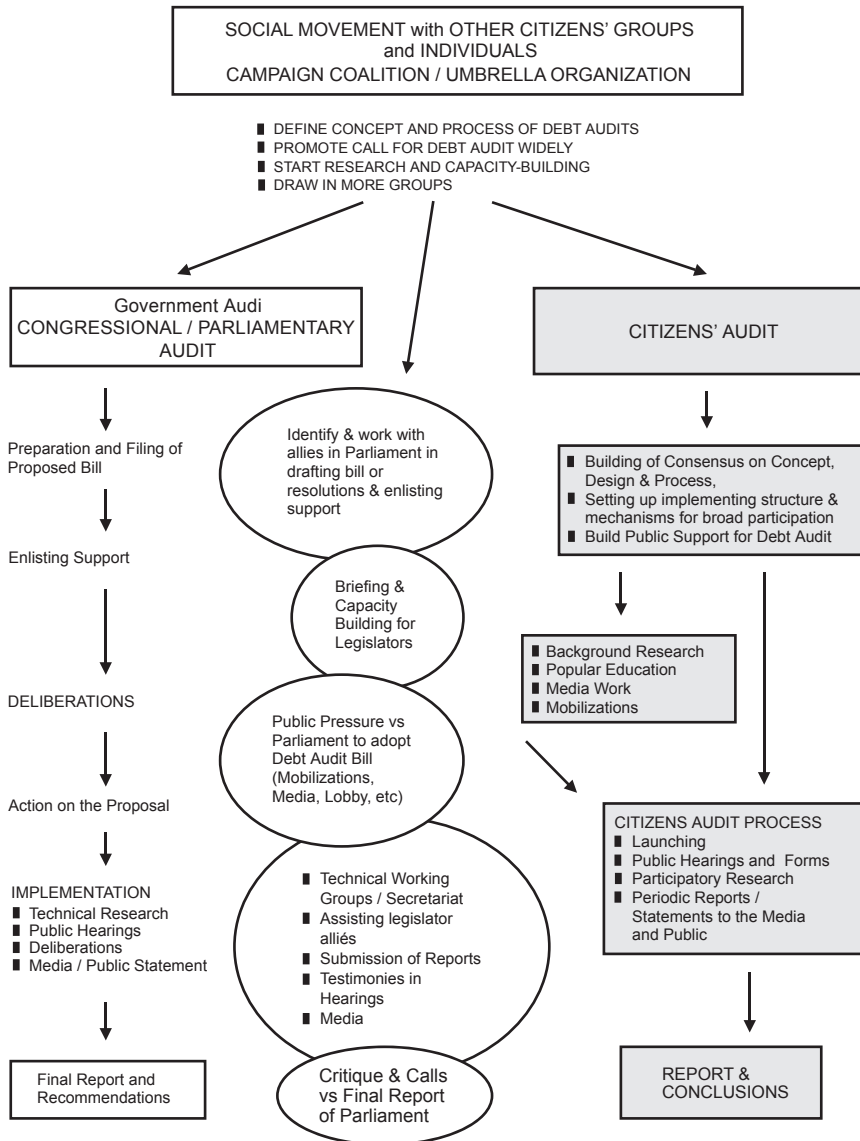 SOCIAL MOVEMENT with OTHER CITIZENS' GROUPS
and INDIVIDUALS
CAMPAIGN COALITION / UMBRELLA ORGANIZATION
DEFINE CONCEPT AND PROCESS OF DEBT AUDITS
PROMOTE CALL FOR DEBT AUDIT WIDELY
START RESEARCH AND CAPACITY-BUILDING
DRAW IN MORE GROUPS
Government Audi
CONGRESSIONAL / PARLIAMENTARY
AUDIT
Preparation and Filing of
Proposed Bill
Enlisting Support
DELIBERATIONS
Action on the Proposal
IMPLEMENTATION
Technical Research
Public Hearings
Deliberations
Media / Public Statement
Final Report and
Recommendations
Identify & work with
allies in Parliament in
drafting bill or
resolutions & enlisting
support
Briefing &
Capacity
Building for
Legislators
Public Pressure vs
Parliament to adopt
Debt Audit Bill
(Mobilizations,
Media, Lobby, etc)
Technical Working
Groups / Secretariat
Assisting legislator
alliés
Submission of Reports
Testimonies in
Hearings
Media
Critique & Calls
vs Final Report
of Parliament
CITIZENS' AUDIT
Building of Consensus on Concept,
Design & Process,
Setting up implementing structure &
mechanisms for broad participation
Build Public Support for Debt Audit
Background Research
Popular Education
Media Work
Mobilizations
CITIZENS AUDIT PROCESS
Launching
Public Hearings and Forms
Participatory Research
Periodic Reports /
Statements to the Media
and Public
REPORT &
CONCLUSIONS